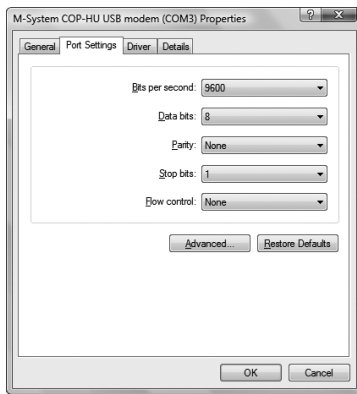 M-System COP-HU USB modem (COM3) Properties
General Port Settings Driver Details
Bits per second: 9600
Data bits: 8
Parity: None
Stop bits: 1
Flow control: None
Advanced... Restore Defaults
OK Cancel